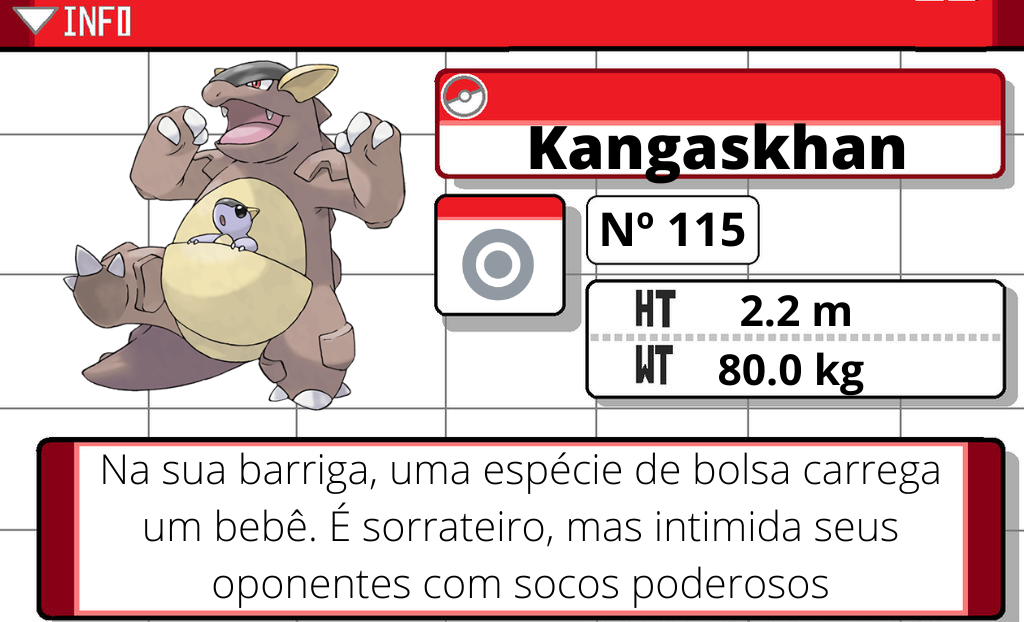 INFO
Kangaskhan
Nº 115
HT 2.2 m
WT 80.0 kg
Na sua barriga, uma espécie de bolsa carrega
um bebê. É sorrateiro, mas intimida seus
oponentes com socos poderosos